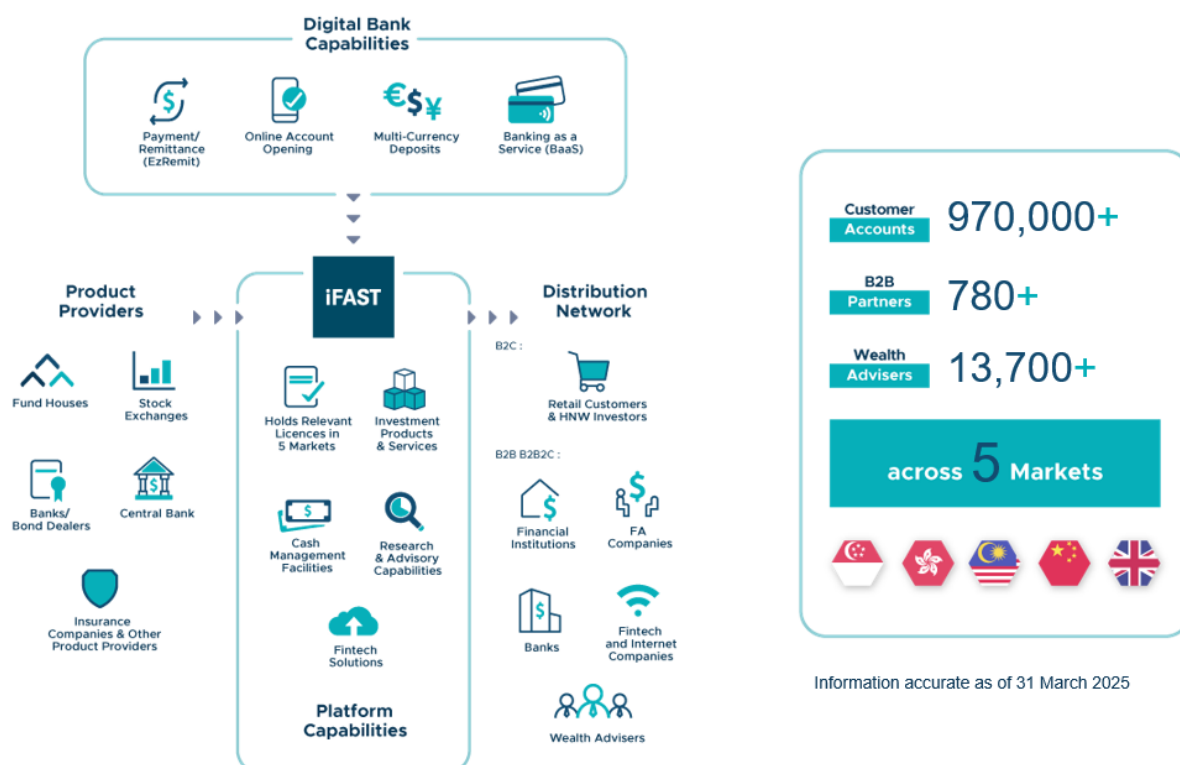 Digital Bank
Capabilities
Payment/
Remittance
(EzRemit)
Online Account
Opening
Multi-Currency
Deposits
Banking as a
Service (BaaS)
Product
Providers
Fund Houses
Stock
Exchanges
Banks/
Bond Dealers
Central Bank
Insurance
Companies & Other
Product Providers
iFAST
Holds Relevant
Licences in
5 Markets
Investment
Products
& Services
Cash
Management
Facilities
Research
& Advisory
Capabilities
Fintech
Solutions
Platform
Capabilities
Distribution
Network
B2C :
Retail Customers
& HNW Investors
B2B B2B2C :
Financial
Institutions
FA
Companies
Banks
Fintech
and Internet
Companies
Wealth Advisers
Customer
Accounts
970,000+
B2B
Partners
780+
Wealth
Advisers
13,700+
across 5 Markets
Information accurate as of 31 March 2025